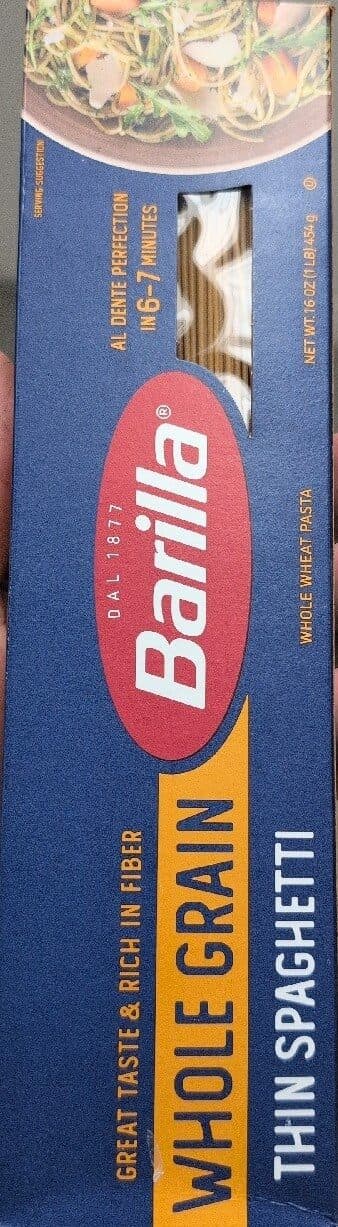 GREAT TASTE & RICH IN FIBER
WHOLE GRAIN
THIN SPAGHETTI
DAL 1877
Barilla®
WHOLE WHEAT PASTA
AL DENTE PERFECTION
IN 6-7 MINUTES
NET WT. 16 OZ (1 LB) 454 g
SERVING SUGGESTION